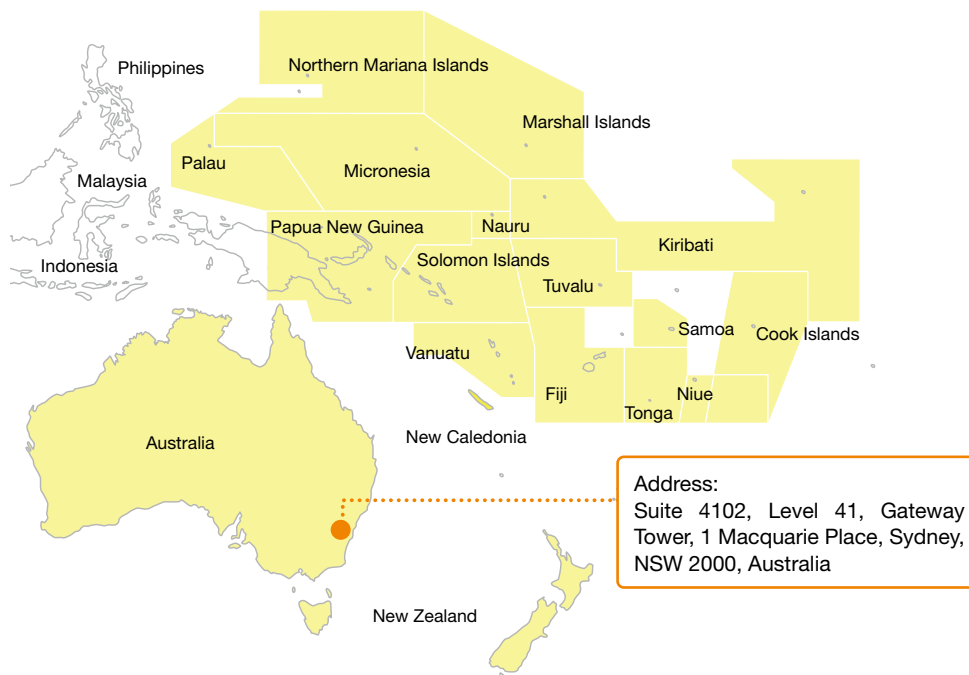 Northern Mariana Islands
Philippines
Marshall Islands
Palau
Micronesia
Malaysia
Papua New Guinea
Nauru
Kiribati
Solomon Islands
Indonesia
Tuvalu
Samoa
Cook Islands
Vanuatu
Fiji
Niue
Tonga
New Caledonia
Australia
Address:
Suite 4102, Level 41, Gateway
Tower, 1 Macquarie Place, Sydney,
NSW 2000, Australia
New Zealand